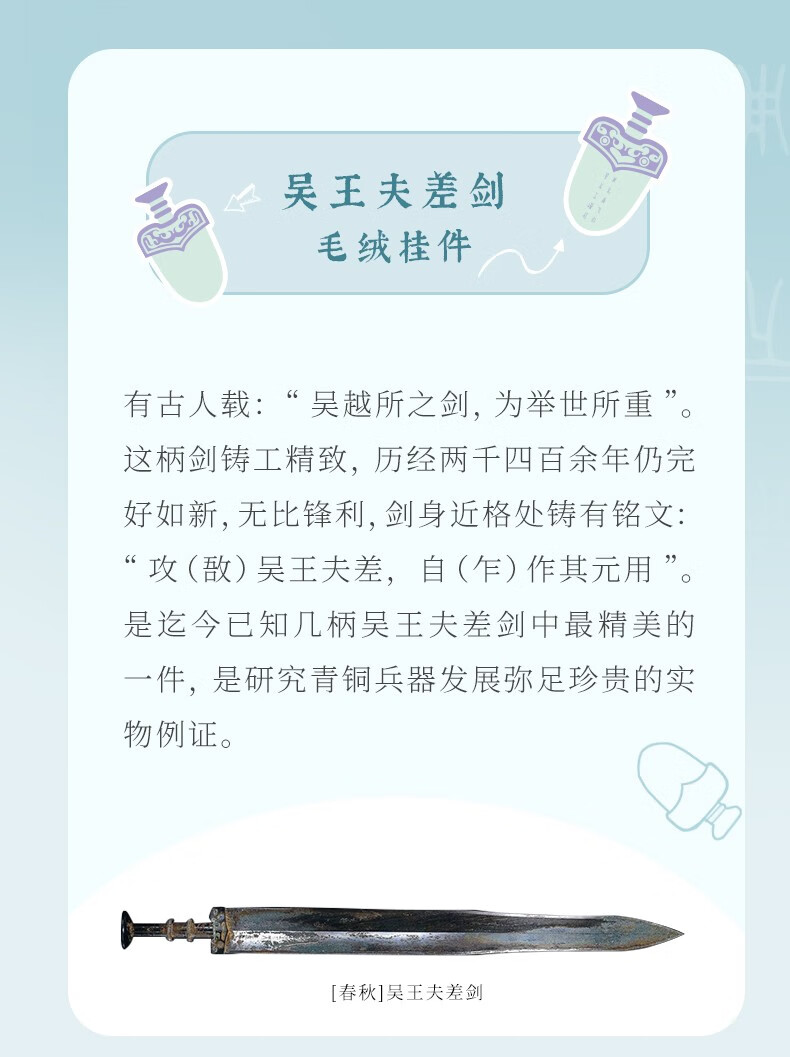 吴王夫差剑
毛绒挂件
有古人载：“吴越所之剑，为举世所重”。
这柄剑铸工精致，历经两千四百余年仍完
好如新，无比锋利，剑身近格处铸有铭文：
“攻（敔）吴王夫差，自（乍）作其元用”。
是迄今已知几柄吴王夫差剑中最精美的
一件，是研究青铜兵器发展弥足珍贵的实
物例证。
[春秋]吴王夫差剑